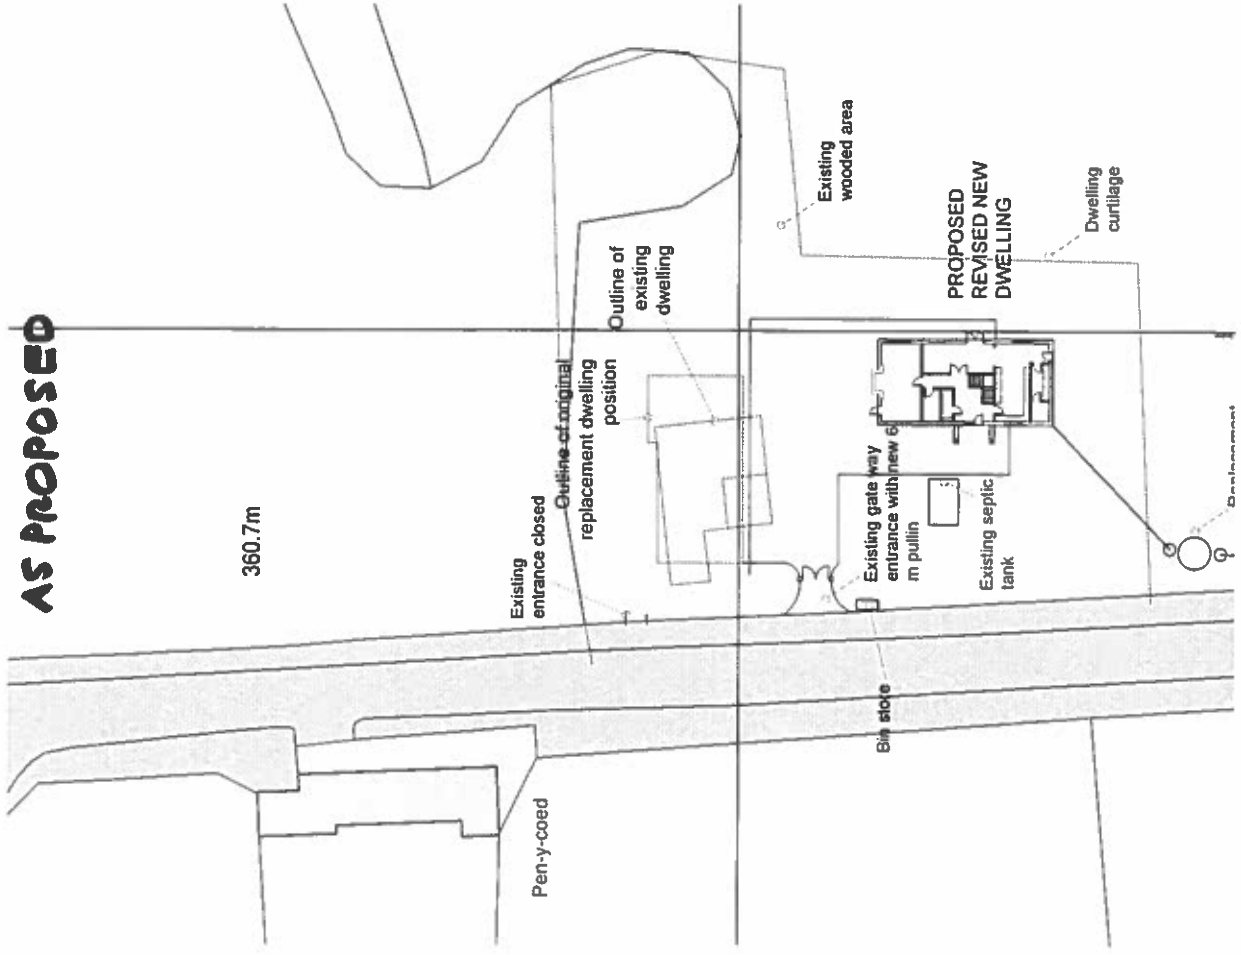 AS PROPOSED
360.7m
Existing
entrance closed
Outline of original
replacement dwelling
position
Outline of
existing
dwelling
Existing
wooded area
PROPOSED
REVISED NEW
DWELLING
Dwelling
curtilage
Existing gate way
entrance with new 6
m pullin
Existing septic
tank
Bin store
Pen-y-coed